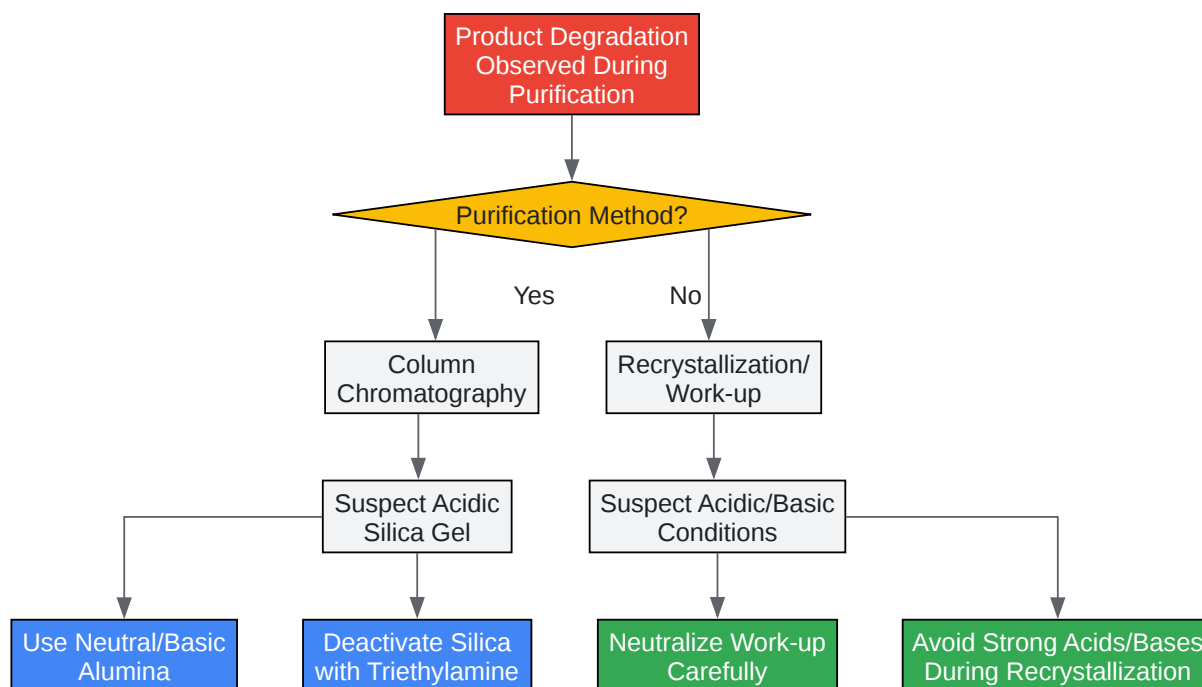 Product Degradation
Observed During
Purification
Purification Method?
Yes
No
Column
Chromatography
Recrystallization/
Work-up
Suspect Acidic
Silica Gel
Suspect Acidic/Basic
Conditions
Use Neutral/Basic
Alumina
Deactivate Silica
with Triethylamine
Neutralize Work-up
Carefully
Avoid Strong Acids/Bases
During Recrystallization